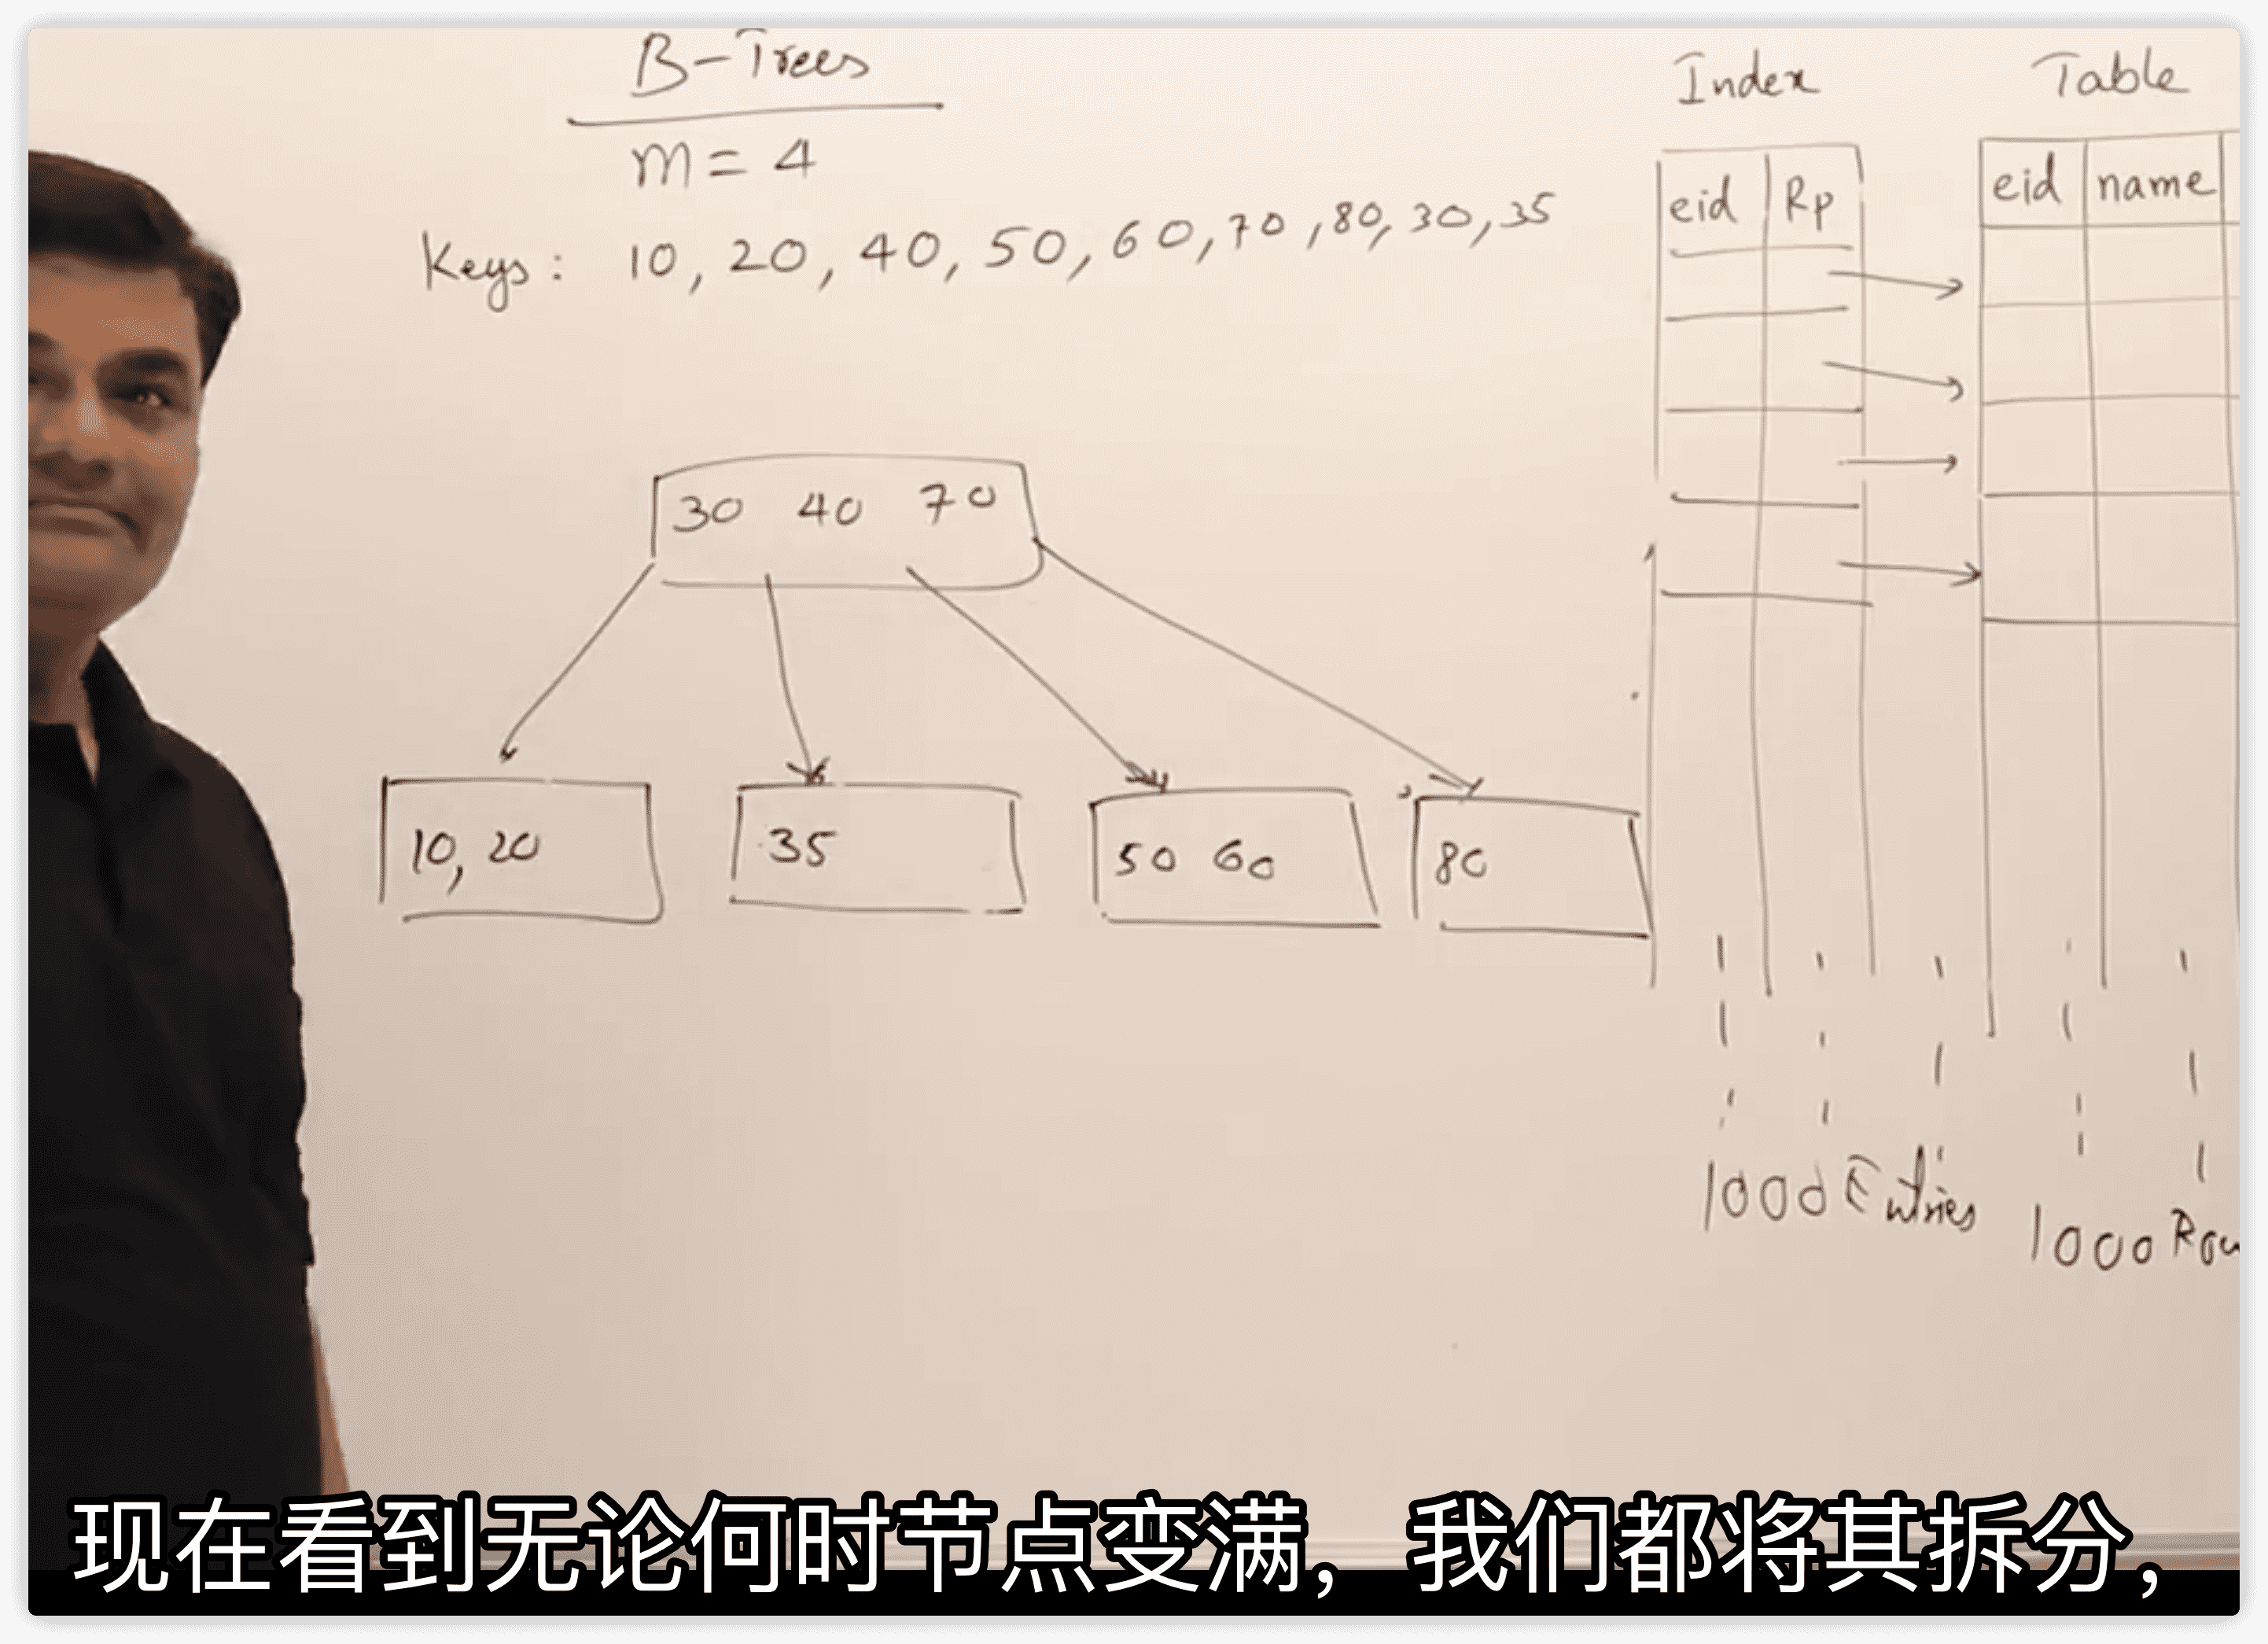 B-Trees
m = 4
Keys: 10, 20, 40, 50, 60, 70, 80, 30, 35
30 40 70
10, 20
35
50 60
80
Index
eid Rp
1000 Entries
Table
eid name
1000
现在看到无论何时节点变满，我们都将其拆分，